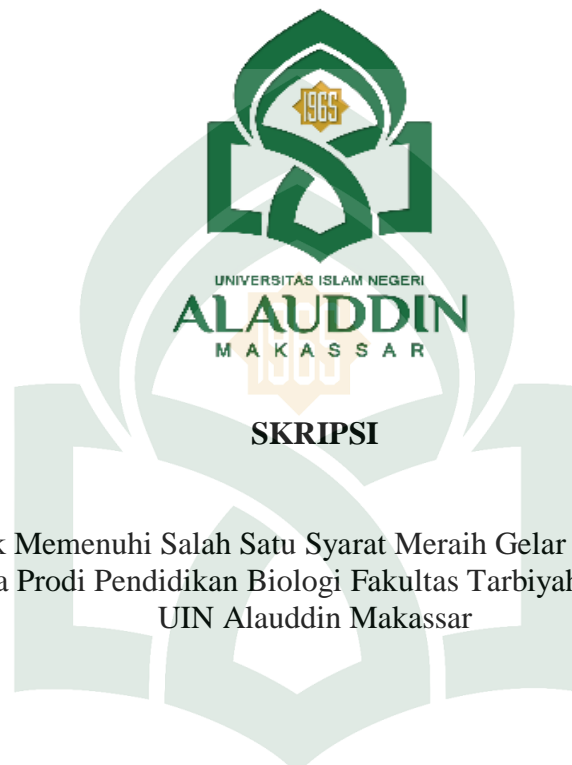 1965
UNIVERSITAS ISLAM NEGERI
ALAUDDIN
MAKASSAR
SKRIPSI
k Memenuhi Salah Satu Syarat Meraih Gelar
a Prodi Pendidikan Biologi Fakultas Tarbiyah
UIN Alauddin Makassar